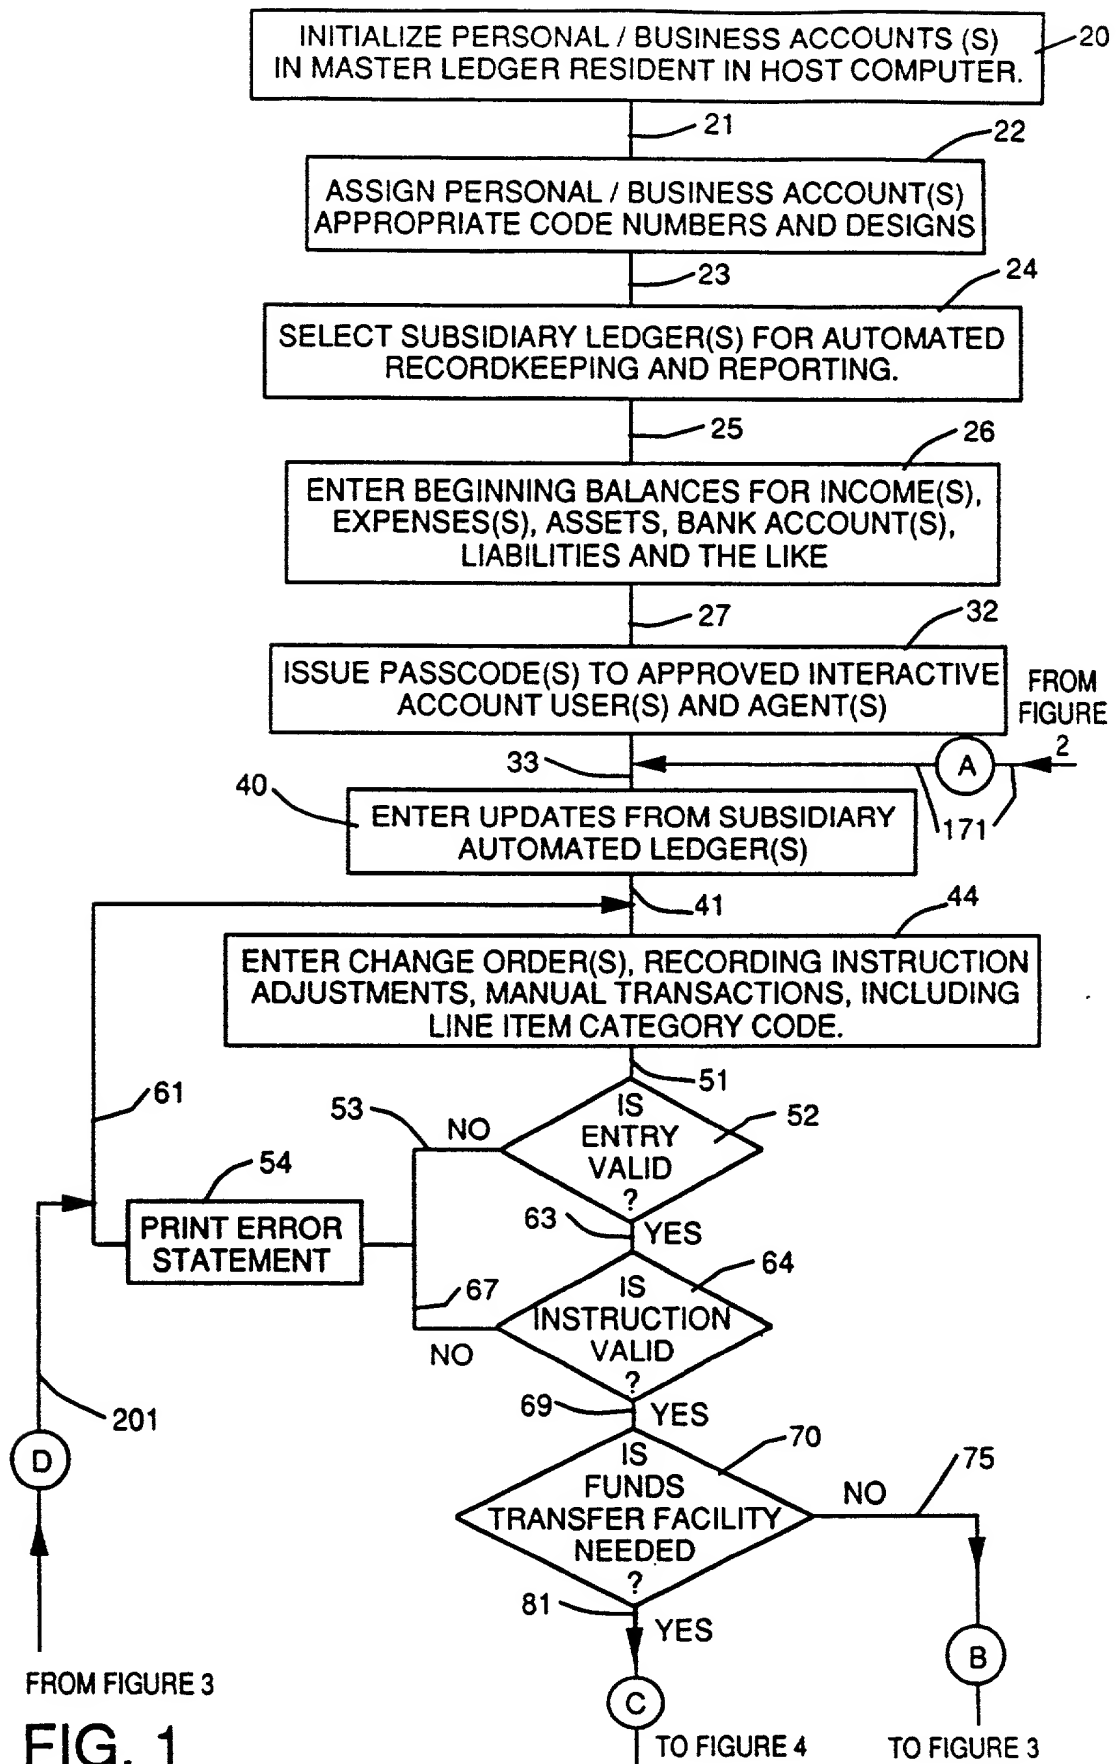 INITIALIZE PERSONAL / BUSINESS ACCOUNTS (S)
IN MASTER LEDGER RESIDENT IN HOST COMPUTER.
20
21
22
ASSIGN PERSONAL / BUSINESS ACCOUNT(S)
APPROPRIATE CODE NUMBERS AND DESIGNS
23
24
SELECT SUBSIDIARY LEDGER(S) FOR AUTOMATED
RECORDKEEPING AND REPORTING.
25
26
ENTER BEGINNING BALANCES FOR INCOME(S),
EXPENSES(S), ASSETS, BANK ACCOUNT(S),
LIABILITIES AND THE LIKE
27
32
ISSUE PASSCODE(S) TO APPROVED INTERACTIVE
ACCOUNT USER(S) AND AGENT(S)
FROM
FIGURE
2
33
A
171
40
ENTER UPDATES FROM SUBSIDIARY
AUTOMATED LEDGER(S)
41
44
ENTER CHANGE ORDER(S), RECORDING INSTRUCTION
ADJUSTMENTS, MANUAL TRANSACTIONS, INCLUDING
LINE ITEM CATEGORY CODE.
51
61
53
NO
IS
ENTRY
VALID
?
52
54
PRINT ERROR
STATEMENT
63
YES
64
67
NO
IS
INSTRUCTION
VALID
?
201
69
YES
70
D
IS
FUNDS
TRANSFER FACILITY
NEEDED
?
NO
75
81
YES
B
C
FROM FIGURE 3
FIG. 1
TO FIGURE 4
TO FIGURE 3